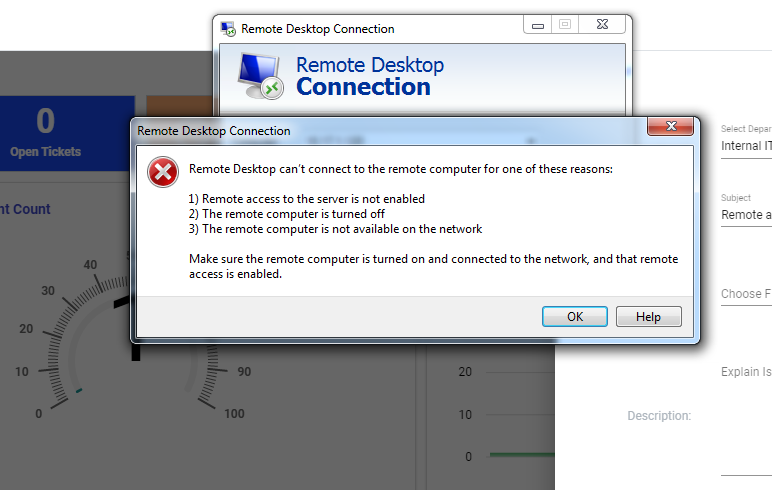 Remote Desktop Connection
Remote Desktop
Connection
0
Open Tickets
Remote Desktop Connection
Remote Desktop can't connect to the remote computer for one of these reasons:
1) Remote access to the server is not enabled
2) The remote computer is turned off
3) The remote computer is not available on the network
Make sure the remote computer is turned on and connected to the network, and that remote
access is enabled.
OK
Help
Select Depar
Internal IT
Subject
Remote a
Choose F
Explain Is
Description:
nt Count
40
30
20
10
0
90
100
20
10
0